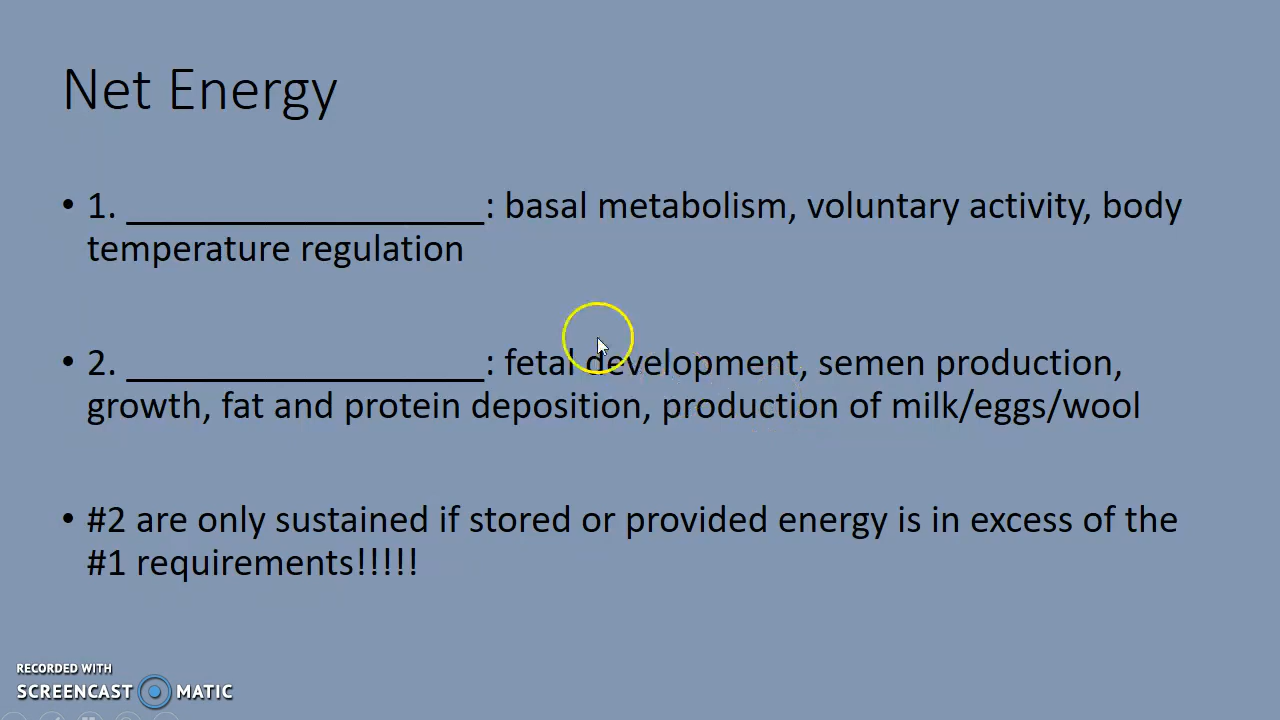 Net Energy
• 1. _________________: basal metabolism, voluntary activity, body
temperature regulation
• 2. _________________: fetal development, semen production,
growth, fat and protein deposition, production of milk/eggs/wool
• #2 are only sustained if stored or provided energy is in excess of the
#1 requirements!!!!!
RECORDED WITH
SCREENCAST MATIC